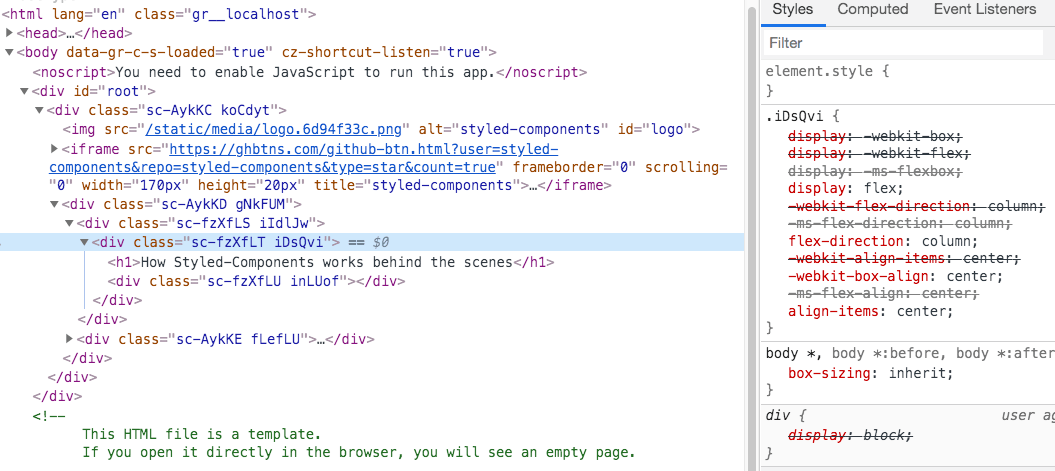 <html lang="en" class="gr__localhost">
<head>…</head>
<body data-gr-c-s-loaded="true" cz-shortcut-listen="true">
<noscript>You need to enable JavaScript to run this app.</noscript>
<div id="root">
<div class="sc-AykKC koCdyt">
<img src="/static/media/logo.6d94f33c.png" alt="styled-components" id="logo">
<iframe src="https://ghbtns.com/github-btn.html?user=styled-
components&repo=styled-components&type=star&count=true" frameborder="0" scrolling=
"0" width="170px" height="20px" title="styled-components">…</iframe>
<div class="sc-AykKD gNkFUM">
<div class="sc-fzXfLS iIdlJw">
<div class="sc-fzXfLT iDsQvi"> == $0
<h1>How Styled-Components works behind the scenes</h1>
<div class="sc-fzXfLU inLUof"></div>
</div>
</div>
<div class="sc-AykKE fLefLU">…</div>
</div>
</div>
</div>
<!--
This HTML file is a template.
If you open it directly in the browser, you will see an empty page.
Styles Computed Event Listeners
Filter
element.style {
}
.iDsQvi {
display: -webkit-box;
display: -webkit-flex;
display: -ms-flexbox;
display: flex;
-webkit-flex-direction: column;
-ms-flex-direction: column;
flex-direction: column;
-webkit-align-items: center;
-webkit-box-align: center;
-ms-flex-align: center;
align-items: center;
}
body *, body *:before, body *:after
box-sizing: inherit;
}
div { user ag
display: block;
}